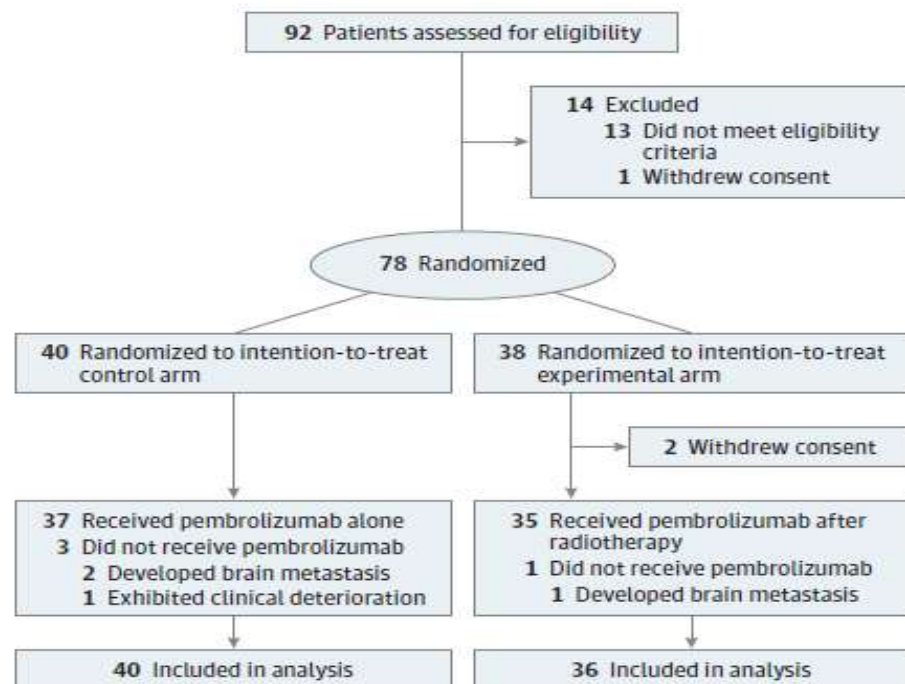 92 Patients assessed for eligibility
14 Excluded
13 Did not meet eligibility
criteria
1 Withdrew consent
78 Randomized
40 Randomized to intention-to-treat
control arm
38 Randomized to intention-to-treat
experimental arm
2 Withdrew consent
37 Received pembrolizumab alone
3 Did not receive pembrolizumab
2 Developed brain metastasis
1 Exhibited clinical deterioration
35 Received pembrolizumab after
radiotherapy
1 Did not receive pembrolizumab
1 Developed brain metastasis
40 Included in analysis
36 Included in analysis